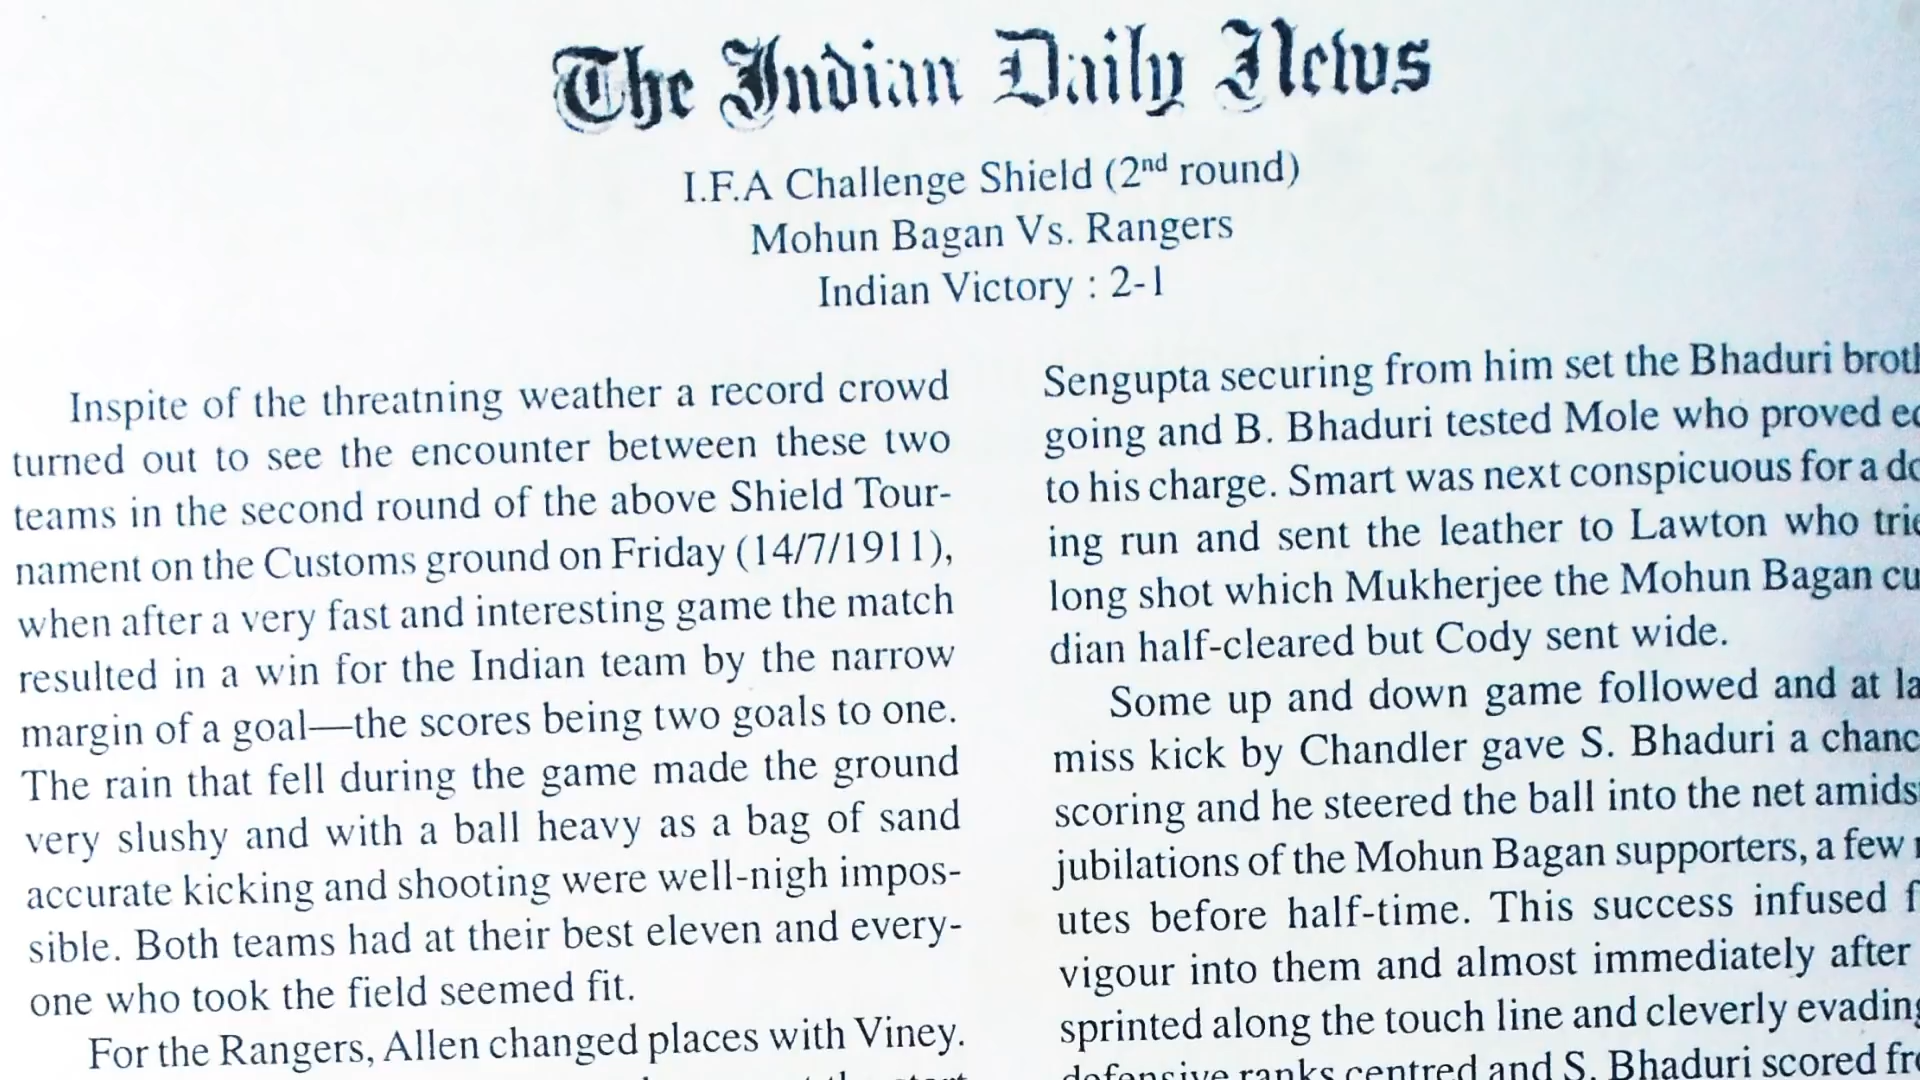 The Indian Daily News
I.F.A Challenge Shield (2nd round)
Mohun Bagan Vs. Rangers
Indian Victory : 2-1
Inspite of the threatning weather a record crowd
turned out to see the encounter between these two
teams in the second round of the above Shield Tour-
nament on the Customs ground on Friday (14/7/1911),
when after a very fast and interesting game the match
resulted in a win for the Indian team by the narrow
margin of a goal—the scores being two goals to one.
The rain that fell during the game made the ground
very slushy and with a ball heavy as a bag of sand
accurate kicking and shooting were well-nigh impos-
sible. Both teams had at their best eleven and every-
one who took the field seemed fit.
For the Rangers, Allen changed places with Viney.
Sengupta securing from him set the Bhaduri
going and B. Bhaduri tested Mole who proved
to his charge. Smart was next conspicuous for a
ing run and sent the leather to Lawton who
long shot which Mukherjee the Mohun Bagan
dian half-cleared but Cody sent wide.
Some up and down game followed and at
miss kick by Chandler gave S. Bhaduri a
scoring and he steered the ball into the net
jubilations of the Mohun Bagan supporters, a few
utes before half-time. This success infused
vigour into them and almost immediately after
sprinted along the touch line and cleverly
defensive ranks centred and S. Bhaduri scored